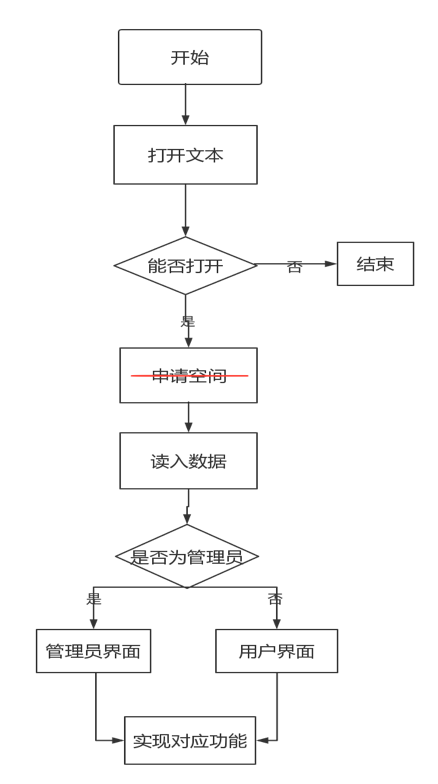 开始
打开文本
能否打开
否
结束
是
申请空间
读入数据
是否为管理员
是
否
管理员界面
用户界面
实现对应功能